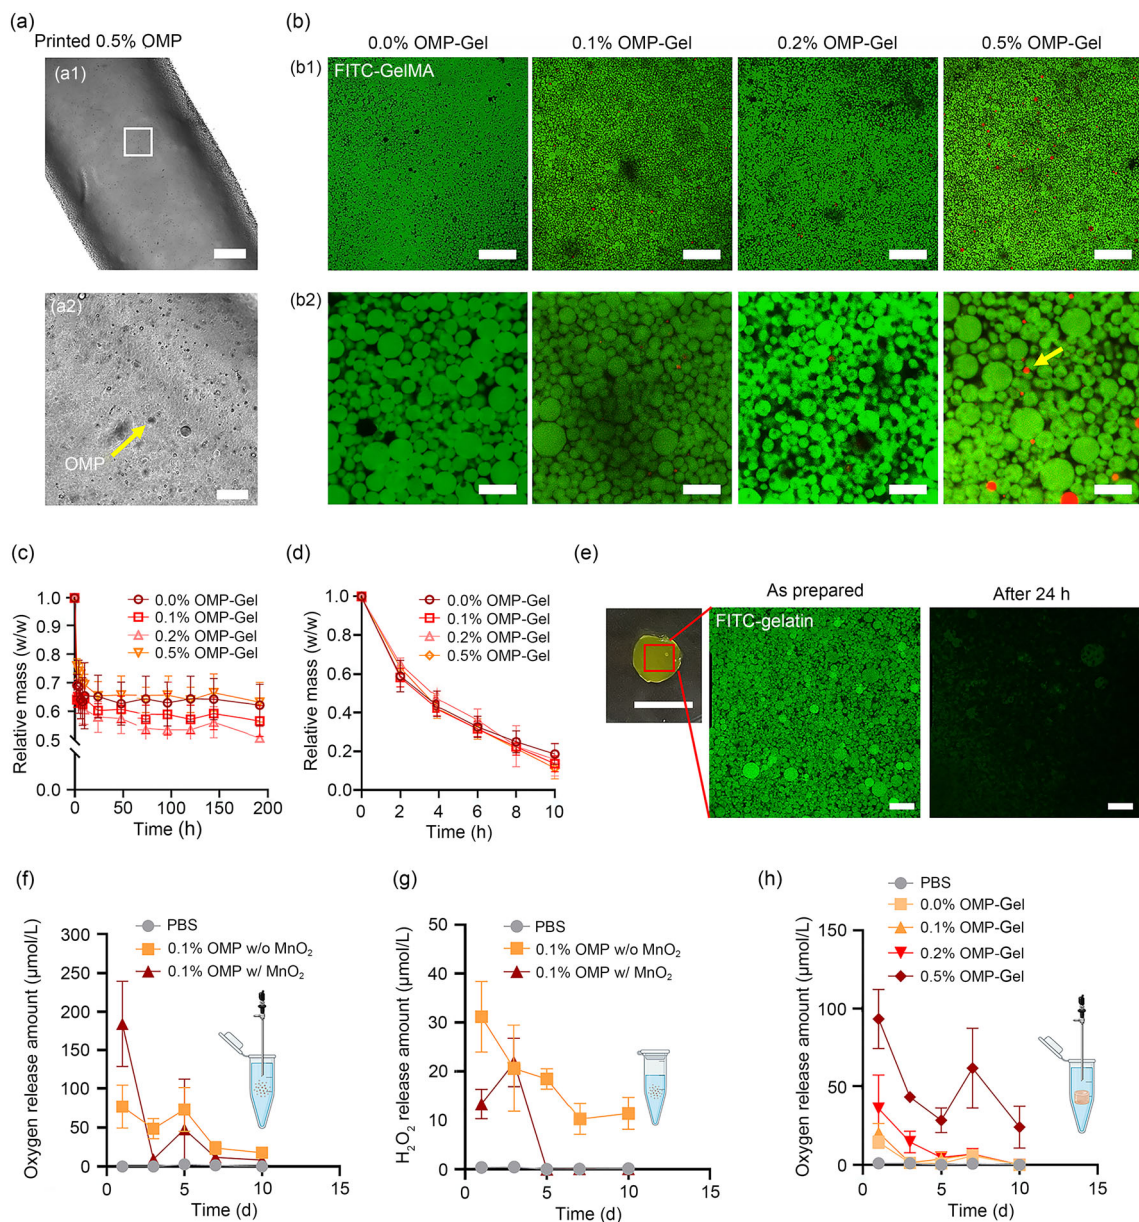 (a)
Printed 0.5% OMP
(a1)
(a2)
OMP
(b)
0.0% OMP-Gel 0.1% OMP-Gel 0.2% OMP-Gel 0.5% OMP-Gel
(b1)
FITC-GelMA
(b2)
(c)
Relative mass (w/w)
1.0
0.9
0.8
0.7
0.6
0.5
0.0
0 50 100 150 200
Time (h)
0.0% OMP-Gel
0.1% OMP-Gel
0.2% OMP-Gel
0.5% OMP-Gel
(d)
Relative mass (w/w)
1.0
0.8
0.6
0.4
0.2
0.0
0 2 4 6 8 10
Time (h)
0.0% OMP-Gel
0.1% OMP-Gel
0.2% OMP-Gel
0.5% OMP-Gel
(e)
As prepared After 24 h
FITC-gelatin
(f)
PBS
0.1% OMP w/o MnO₂
0.1% OMP w/ MnO₂
Oxygen release amount (μmol/L)
300
250
200
150
100
50
0
0 5 10 15
Time (d)
(g)
PBS
0.1% OMP w/o MnO₂
0.1% OMP w/ MnO₂
H₂O₂ release amount (μmol/L)
50
40
30
20
10
0
0 5 10 15
Time (d)
(h)
PBS
0.0% OMP-Gel
0.1% OMP-Gel
0.2% OMP-Gel
0.5% OMP-Gel
Oxygen release amount (μmol/L)
150
100
50
0
0 5 10 15
Time (d)